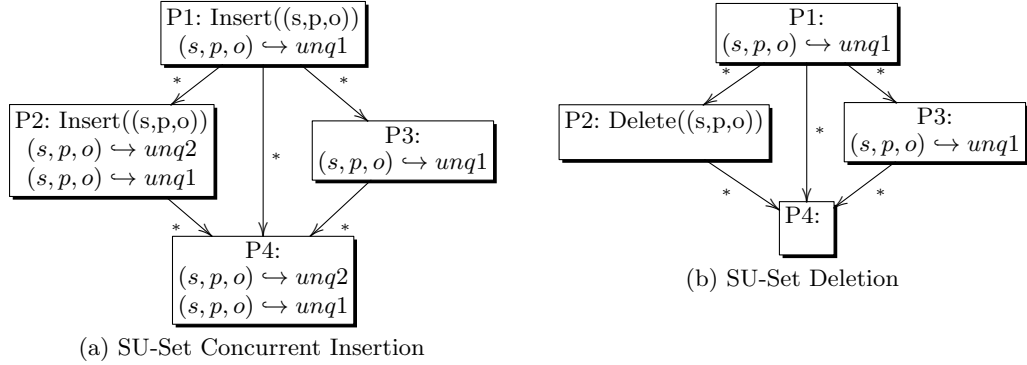 P1: Insert((s,p,o))
(s, p, o) ↪ unq1
*
*
*
P2: Insert((s,p,o))
(s, p, o) ↪ unq2
(s, p, o) ↪ unq1
P3:
(s, p, o) ↪ unq1
*
*
P4:
(s, p, o) ↪ unq2
(s, p, o) ↪ unq1
(a) SU-Set Concurrent Insertion
P1:
(s, p, o) ↪ unq1
*
*
*
P2: Delete((s,p,o))
P3:
(s, p, o) ↪ unq1
*
*
P4:
(b) SU-Set Deletion